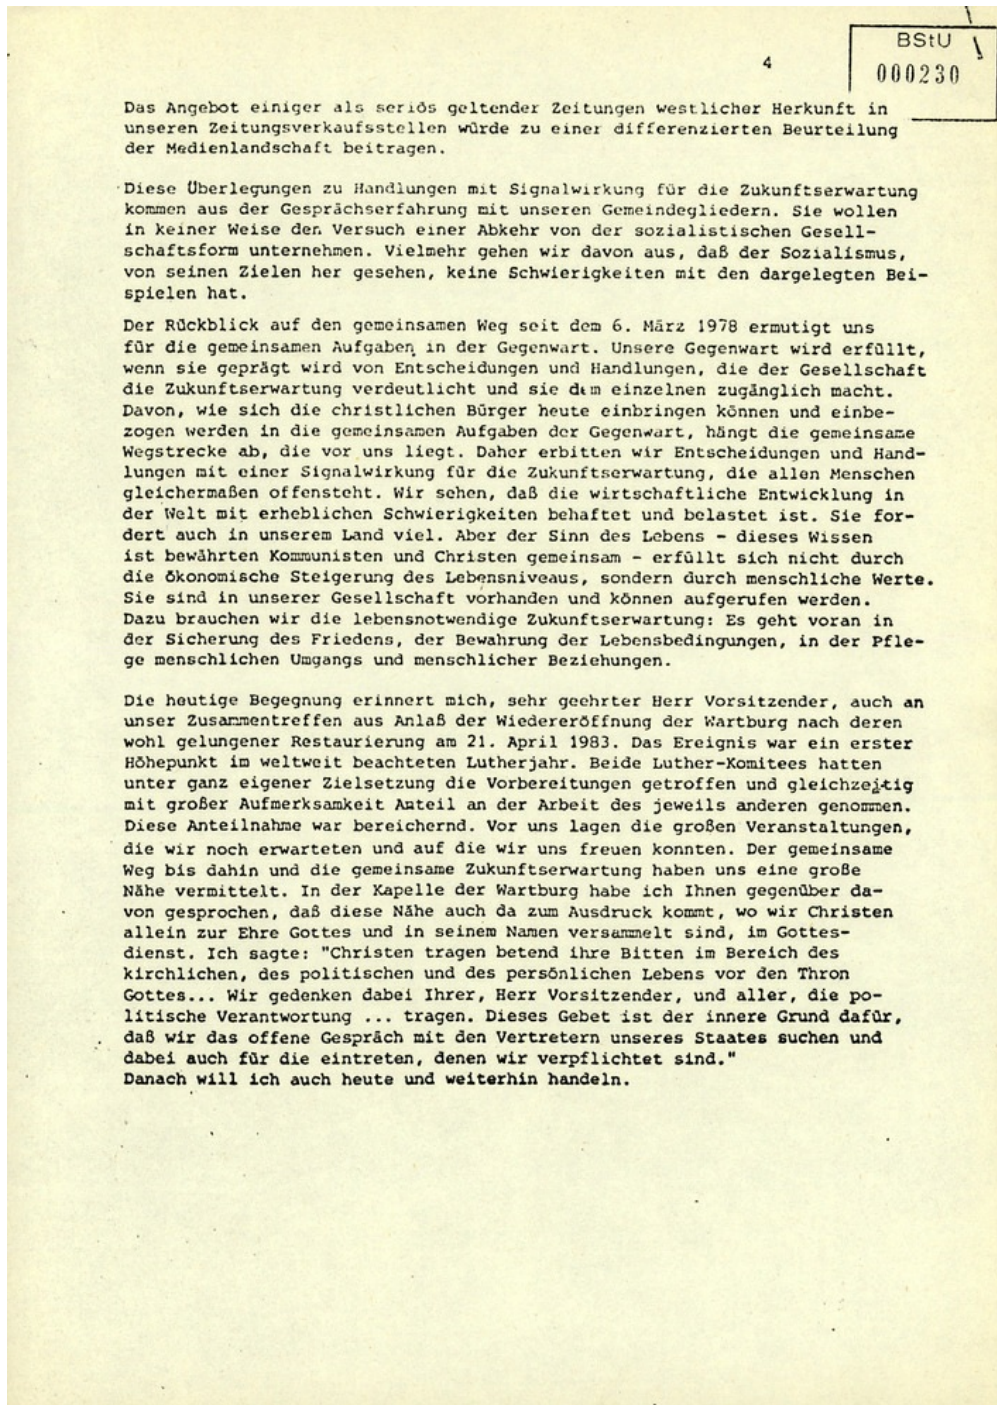 BStU
000230
4
Das Angebot einiger als seriös geltender Zeitungen westlicher Herkunft in
unseren Zeitungsverkaufsstellen würde zu einer differenzierten Beurteilung
der Medienlandschaft beitragen.
Diese Überlegungen zu Handlungen mit Signalwirkung für die Zukunftserwartung
kommen aus der Gesprächserfahrung mit unseren Gemeindegliedern. Sie wollen
in keiner Weise den Versuch einer Abkehr von der sozialistischen Gesell-
schaftsform unternehmen. Vielmehr gehen wir davon aus, daß der Sozialismus,
von seinen Zielen her gesehen, keine Schwierigkeiten mit den dargelegten Bei-
spielen hat.
Der Rückblick auf den gemeinsamen Weg seit dem 6. März 1978 ermutigt uns
für die gemeinsamen Aufgaben in der Gegenwart. Unsere Gegenwart wird erfüllt,
wenn sie geprägt wird von Entscheidungen und Handlungen, die der Gesellschaft
die Zukunftserwartung verdeutlicht und sie dem einzelnen zugänglich macht.
Davon, wie sich die christlichen Bürger heute einbringen können und einbe-
zogen werden in die gemeinsamen Aufgaben der Gegenwart, hängt die gemeinsame
Wegstrecke ab, die vor uns liegt. Daher erbitten wir Entscheidungen und Hand-
lungen mit einer Signalwirkung für die Zukunftserwartung, die allen Menschen
gleichermaßen offensteht. Wir sehen, daß die wirtschaftliche Entwicklung in
der Welt mit erheblichen Schwierigkeiten behaftet und belastet ist. Sie for-
dert auch in unserem Land viel. Aber der Sinn des Lebens - dieses Wissen
ist bewährten Kommunisten und Christen gemeinsam - erfüllt sich nicht durch
die ökonomische Steigerung des Lebensniveaus, sondern durch menschliche Werte.
Sie sind in unserer Gesellschaft vorhanden und können aufgerufen werden.
Dazu brauchen wir die lebensnotwendige Zukunftserwartung: Es geht voran in
der Sicherung des Friedens, der Bewahrung der Lebensbedingungen, in der Pfle-
ge menschlichen Umgangs und menschlicher Beziehungen.
Die heutige Begegnung erinnert mich, sehr geehrter Herr Vorsitzender, auch an
unser Zusammentreffen aus Anlaß der Wiedereröffnung der Wartburg nach deren
wohl gelungener Restaurierung am 21. April 1983. Das Ereignis war ein erster
Höhepunkt im weltweit beachteten Lutherjahr. Beide Luther-Komitees hatten
unter ganz eigener Zielsetzung die Vorbereitungen getroffen und gleichzeitig
mit großer Aufmerksamkeit Anteil an der Arbeit des jeweils anderen genommen.
Diese Anteilnahme war bereichernd. Vor uns lagen die großen Veranstaltungen,
die wir noch erwarteten und auf die wir uns freuen konnten. Der gemeinsame
Weg bis dahin und die gemeinsame Zukunftserwartung haben uns eine große
Nähe vermittelt. In der Kapelle der Wartburg habe ich Ihnen gegenüber da-
von gesprochen, daß diese Nähe auch da zum Ausdruck kommt, wo wir Christen
allein zur Ehre Gottes und in seinem Namen versammelt sind, im Gottes-
dienst. Ich sagte: "Christen tragen betend ihre Bitten im Bereich des
kirchlichen, des politischen und des persönlichen Lebens vor den Thron
Gottes... Wir gedenken dabei Ihrer, Herr Vorsitzender, und aller, die po-
litische Verantwortung ... tragen. Dieses Gebet ist der innere Grund dafür,
daß wir das offene Gespräch mit den Vertretern unseres Staates suchen und
dabei auch für die eintreten, denen wir verpflichtet sind."
Danach will ich auch heute und weiterhin handeln.